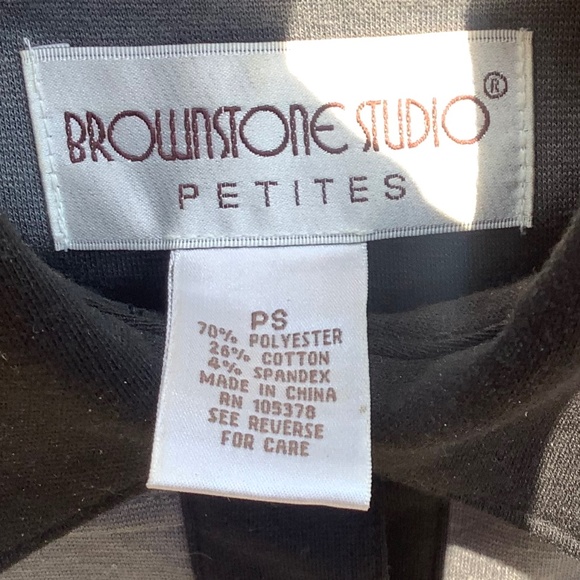 BROWNSTONE STUDIO®
PETITES
PS
70% POLYESTER
26% COTTON
4% SPANDEX
MADE IN CHINA
RN 105378
SEE REVERSE
FOR CARE